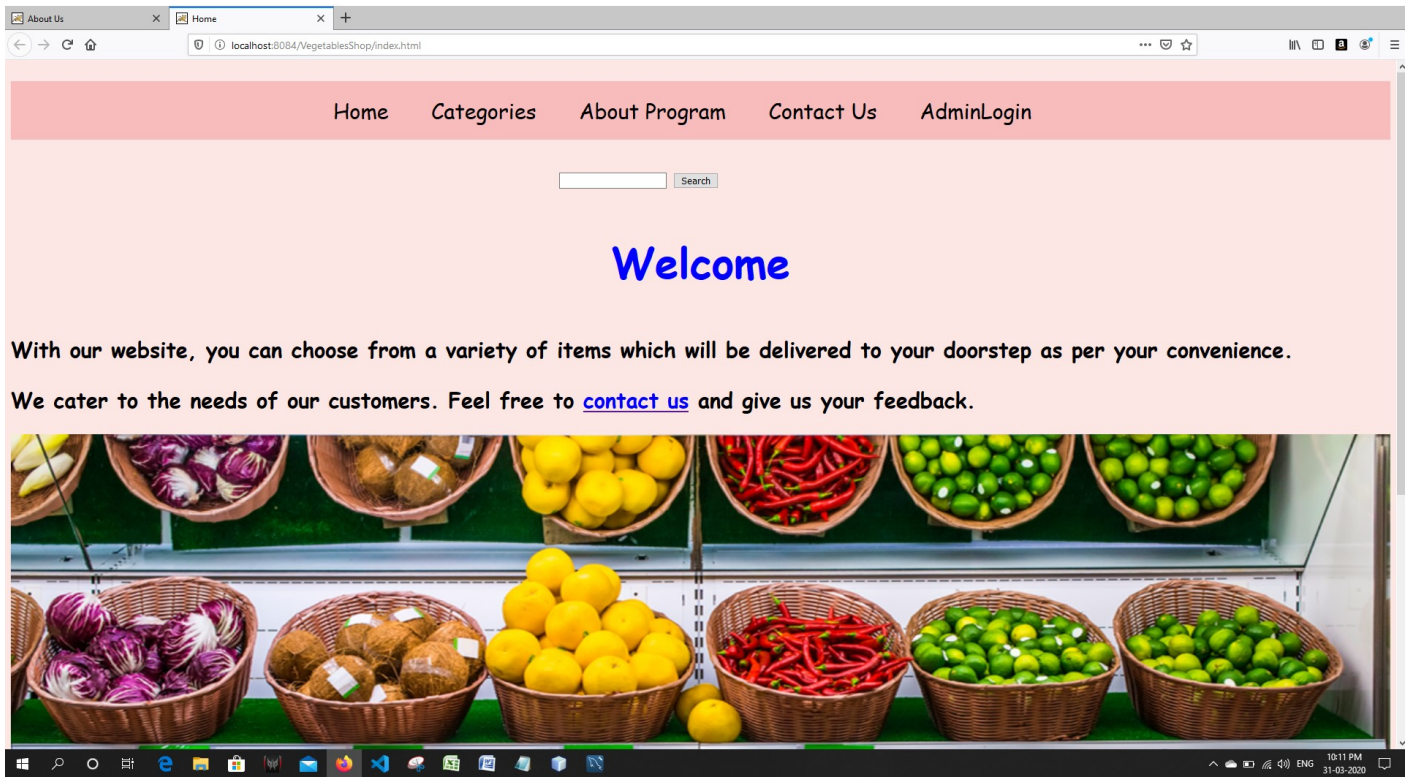 About Us
Home
localhost:8084/VegetablesShop/index.html
Home Categories About Program Contact Us AdminLogin
Search
Welcome
With our website, you can choose from a variety of items which will be delivered to your doorstep as per your convenience.
We cater to the needs of our customers. Feel free to contact us and give us your feedback.
ENG
10:11 PM
31-03-2020